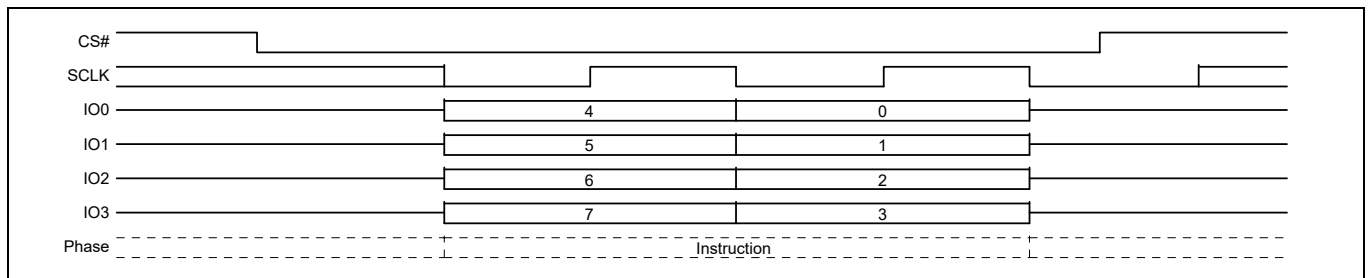 CS#
SCLK
IO0 4 0
IO1 5 1
IO2 6 2
IO3 7 3
Phase Instruction